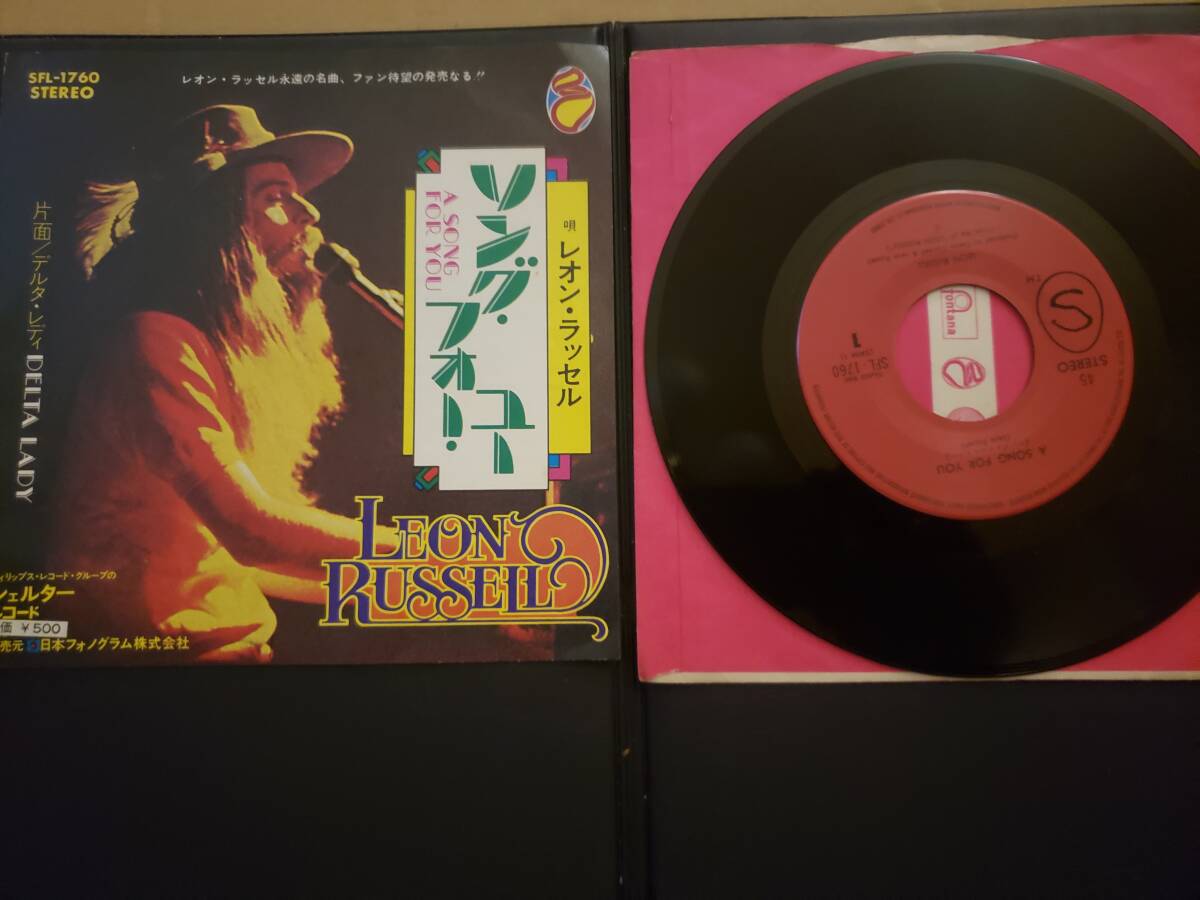 SFL-1760
STEREO
レオン・ラッセル永遠の名曲、ファン待望の発売なる!!
ソング・フォー・ユー
A SONG
FOR YOU
唄 レオン・ラッセル
片面/デルタ・レディ DELTA LADY
LEON
RUSSELL
ィリップス・レコード・グループの
シェルター
レコード
価 ¥500
売元 日本フォノグラム株式会社
S
45
STEREO
SFL-1760
1
fontana
LEON RUSSELL
A SONG FOR YOU